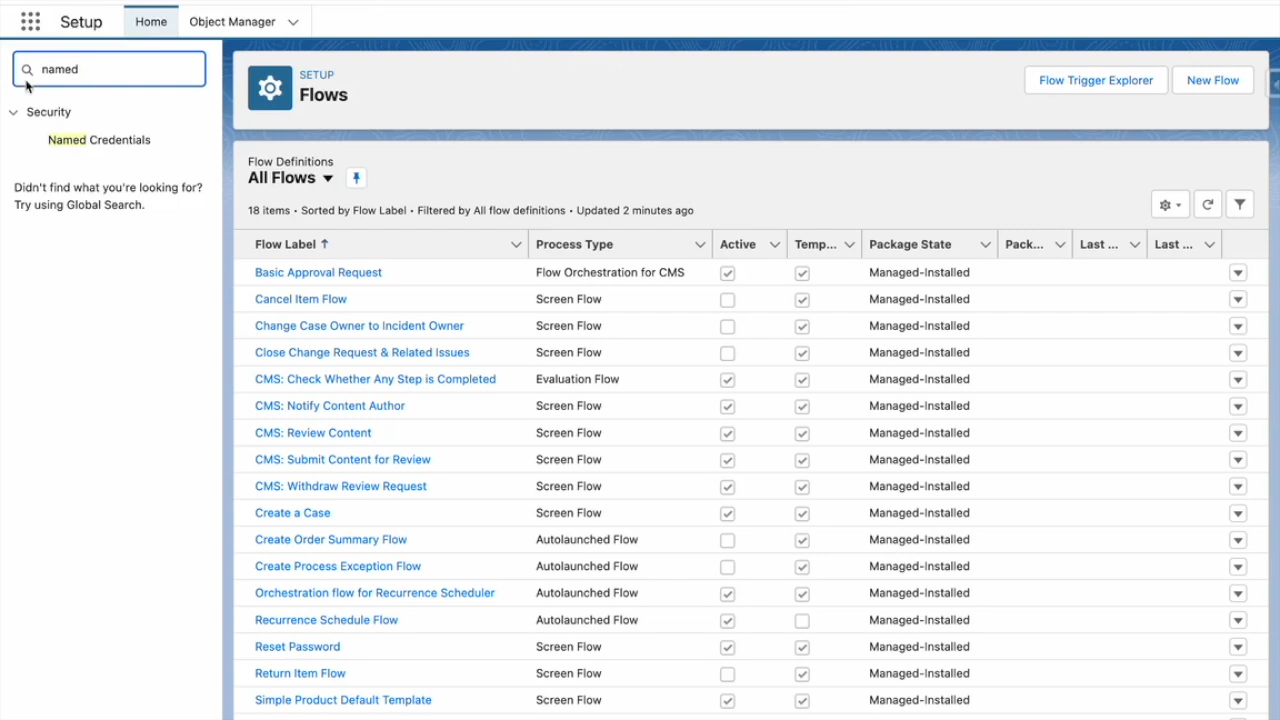 Setup Home Object Manager
named
Security
Named Credentials
Didn't find what you're looking for?
Try using Global Search.
SETUP
Flows
Flow Trigger Explorer New Flow
Flow Definitions
All Flows
18 items • Sorted by Flow Label • Filtered by All flow definitions • Updated 2 minutes ago
Flow Label Process Type Active Temp... Package State Pack... Last ... Last ...
Basic Approval Request Flow Orchestration for CMS Managed-Installed
Cancel Item Flow Screen Flow Managed-Installed
Change Case Owner to Incident Owner Screen Flow Managed-Installed
Close Change Request & Related Issues Screen Flow Managed-Installed
CMS: Check Whether Any Step is Completed Evaluation Flow Managed-Installed
CMS: Notify Content Author Screen Flow Managed-Installed
CMS: Review Content Screen Flow Managed-Installed
CMS: Submit Content for Review Screen Flow Managed-Installed
CMS: Withdraw Review Request Screen Flow Managed-Installed
Create a Case Screen Flow Managed-Installed
Create Order Summary Flow Autolaunched Flow Managed-Installed
Create Process Exception Flow Autolaunched Flow Managed-Installed
Orchestration flow for Recurrence Scheduler Autolaunched Flow Managed-Installed
Recurrence Schedule Flow Autolaunched Flow Managed-Installed
Reset Password Screen Flow Managed-Installed
Return Item Flow Screen Flow Managed-Installed
Simple Product Default Template Screen Flow Managed-Installed